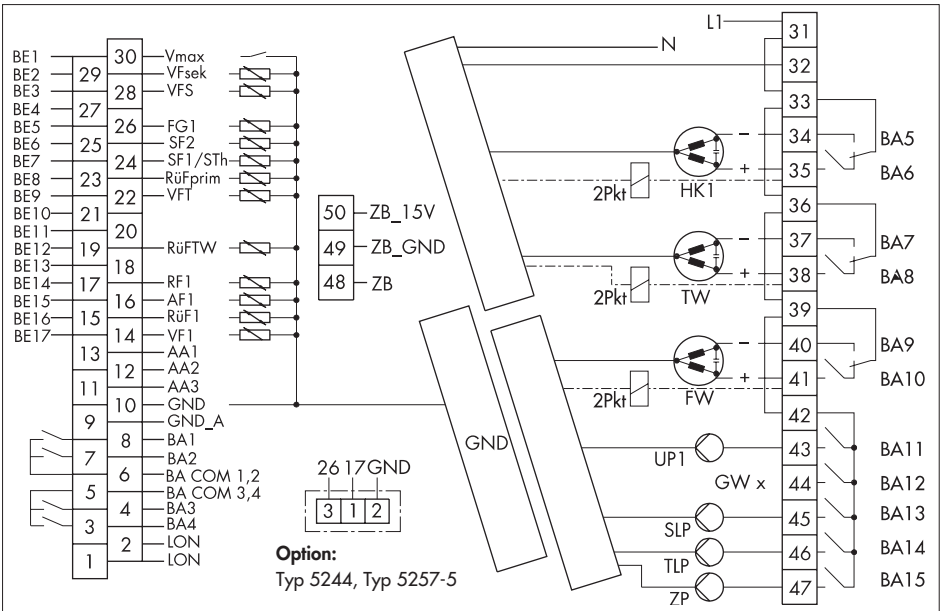 BE1 30 Vmax
BE2 29 VFsek
BE3 28 VFS
BE4 27
BE5 26 FG1
BE6 25 SF2
BE7 24 SF1/STh
BE8 23 RüFprim
BE9 22 VFT
BE10 21
BE11 20
BE12 19 RüFTW
BE13 18
BE14 17 RF1
BE15 16 AF1
BE16 15 RüF1
BE17 14 VF1
13 AA1
12 AA2
11 AA3
10 GND
9 GND_A
8 BA1
7 BA2
6 BA COM 1,2
5 BA COM 3,4
4 BA3
3 BA4
2 LON
1 LON
50 ZB_15V
49 ZB_GND
48 ZB
26 17 GND
3 1 2
Option:
Typ 5244, Typ 5257-5
GND
L1 31
N
32
33
− 34 BA5
+ 35 BA6
2Pkt HK1
36
− 37 BA7
+ 38 BA8
2Pkt TW
39
− 40 BA9
+ 41 BA10
2Pkt FW
42
UP1 43 BA11
GW x 44 BA12
SLP 45 BA13
TLP 46 BA14
ZP 47 BA15